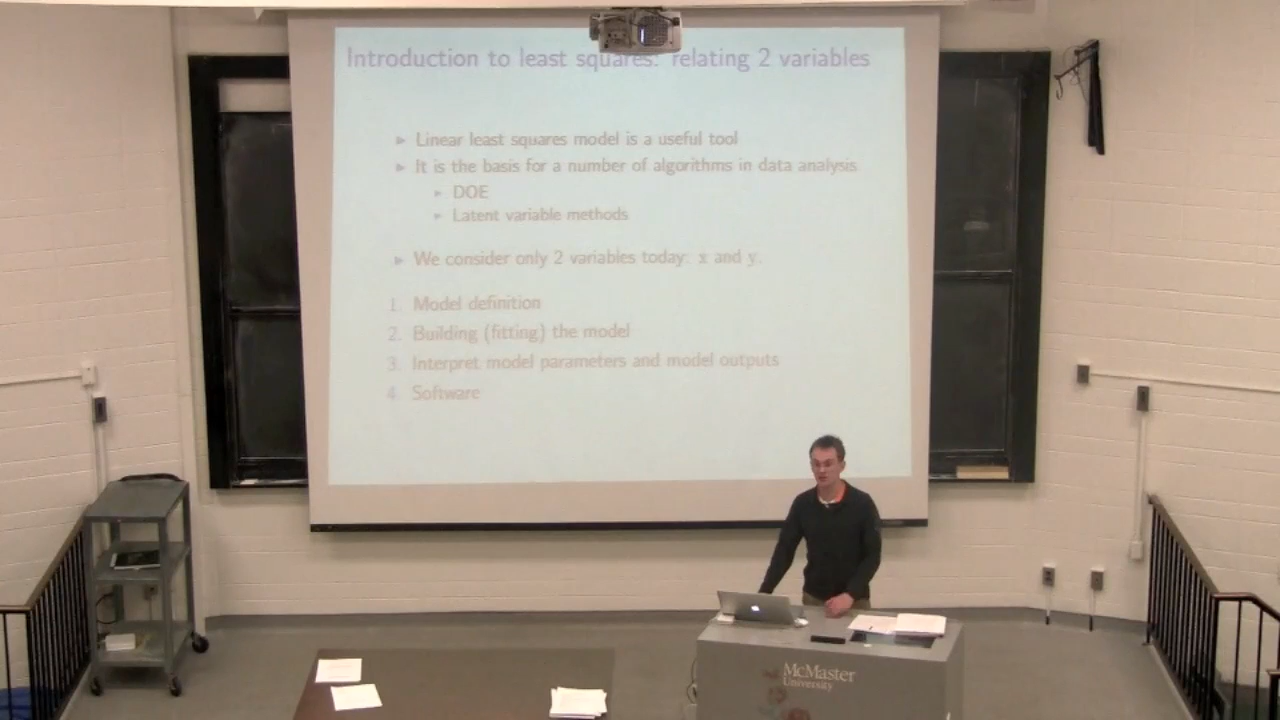 Introduction to least squares: relating 2 variables
Linear least squares model is a useful tool
It is the basis for a number of algorithms in data analysis
DOE
Latent variable methods
We consider only 2 variables today: x and y.
1. Model definition
2. Building (fitting) the model
3. Interpret model parameters and model outputs
4. Software
McMaster
University